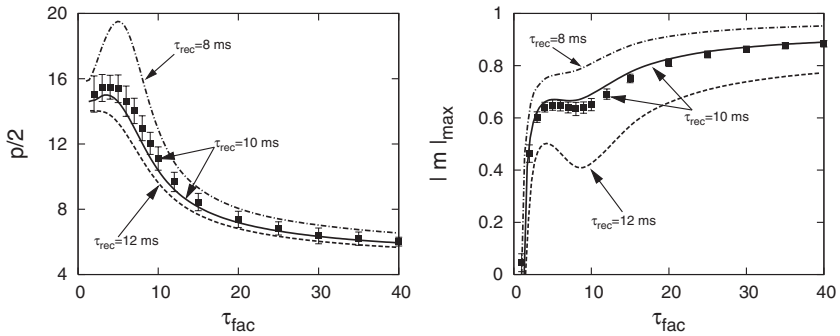 20
16
12
8
4
p/2
τrec=8 ms
τrec=10 ms
τrec=12 ms
0 10 20 30 40
τfac
1
0.8
0.6
0.4
0.2
0
| m |max
τrec=8 ms
τrec=10 ms
τrec=12 ms
0 10 20 30 40
τfac